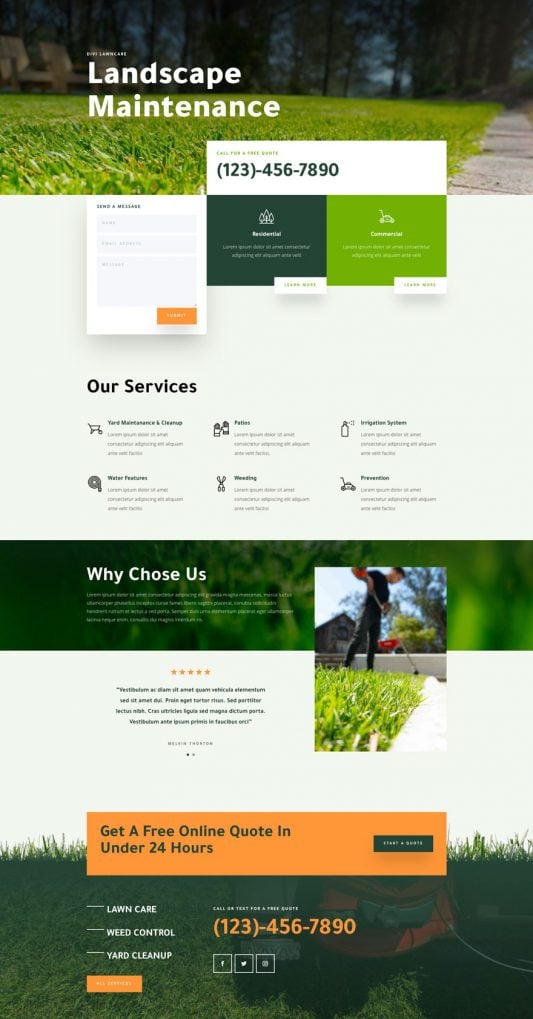 DIVI LAWNCARE
Landscape
Maintenance
CALL FOR A FREE QUOTE
(123)-456-7890
SEND A MESSAGE
NAME
EMAIL ADDRESS
MESSAGE
SUBMIT
Residential
Lorem ipsum dolor sit amet consectetur
adipiscing elit aliquam ante velit
LEARN MORE
Commercial
Lorem ipsum dolor sit amet consectetur
adipiscing elit aliquam ante velit
LEARN MORE
Our Services
Yard Maintanance & Cleanup
Lorem ipsum dolor sit amet
consectetur adipiscing elit aliquam
ante velit facilisi
Patios
Lorem ipsum dolor sit amet
consectetur adipiscing elit aliquam
ante velit facilisi,
Irrigation System
Lorem ipsum dolor sit amet
consectetur adipiscing elit aliquam
ante velit facilisi
Water Features
Lorem ipsum dolor sit amet
consectetur adipiscing elit aliquam
ante velit facilisi
Weeding
Lorem ipsum dolor sit amet
consectetur adipiscing elit aliquam
ante velit facilisi
Prevention
Lorem ipsum dolor sit amet
consectetur adipiscing elit aliquam
ante velit facilisi
Why Chose Us
Lorem ipsum dolor sit amet consectetur adipiscing elit gravida magna maecenas, massa luctus
ullamcorper phasellus inceptos curae fames libero sagittis placerat, conubia sollicitudin
himenaeos lectus a sed porta. Semper duis urna elementum aptent placerat ullamcorper
lacinia neque enim, convallis dui magnis interdum in.
"Vestibulum ac diam sit amet quam vehicula elementum
sed sit amet dui. Proin eget tortor risus. Sed porttitor
lectus nibh. Cras ultricies ligula sed magna dictum porta.
Vestibulum ante ipsum primis in faucibus orci"
MELVIN THORTON
Get A Free Online Quote In
Under 24 Hours
START A QUOTE
LAWN CARE
WEED CONTROL
YARD CLEANUP
ALL SERVICES
CALL OR TEXT FOR A FREE QUOTE
(123)-456-7890